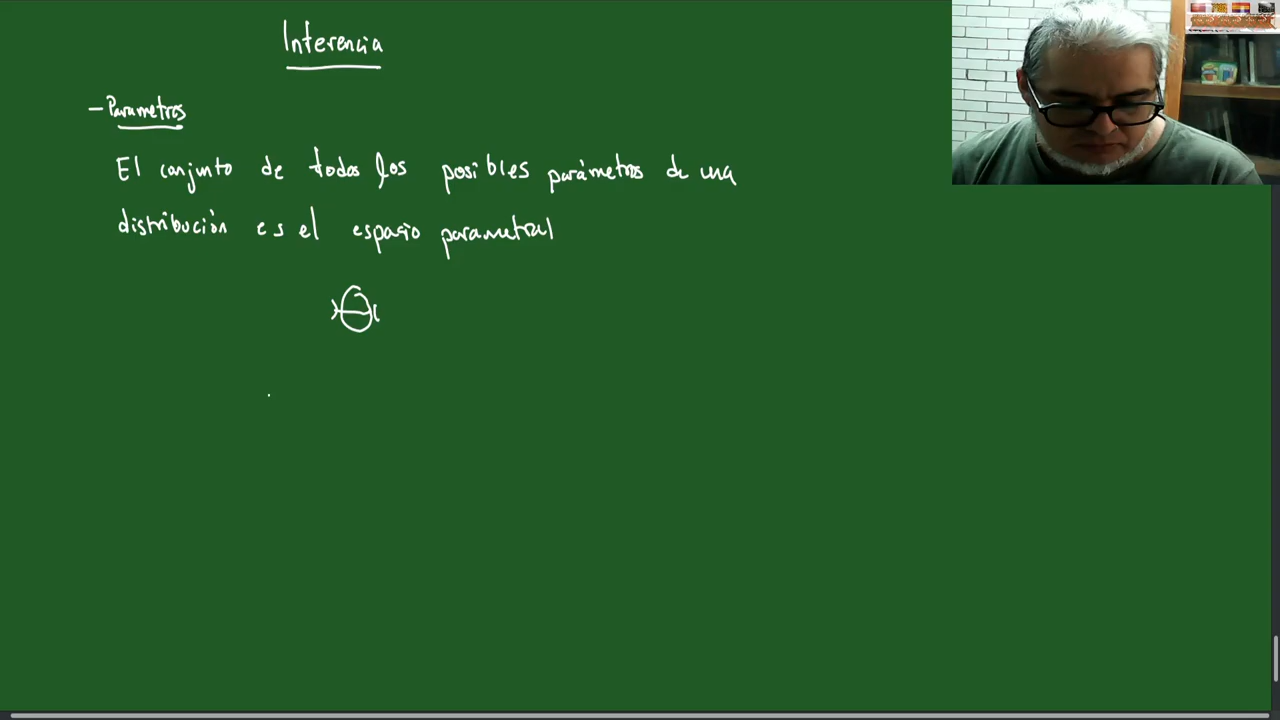 Inferencia
- Parametros
El conjunto de todos los posibles parámetros de una
distribución es el espacio parametral
Θ